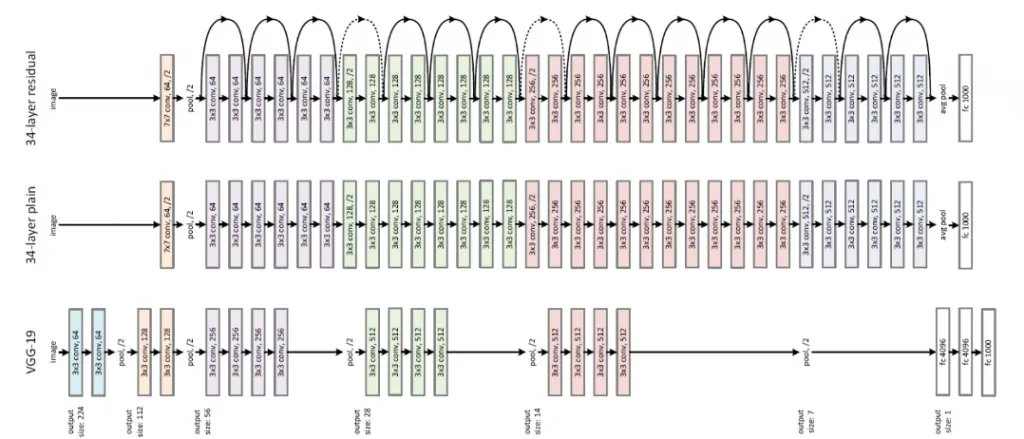 34-layer residual
image
7x7 conv, 64, /2
pool, /2
3x3 conv, 64
3x3 conv, 64
3x3 conv, 64
3x3 conv, 64
3x3 conv, 64
3x3 conv, 64
3x3 conv, 128, /2
3x3 conv, 128
3x3 conv, 128
3x3 conv, 128
3x3 conv, 128
3x3 conv, 128
3x3 conv, 128
3x3 conv, 128
3x3 conv, 256, /2
3x3 conv, 256
3x3 conv, 256
3x3 conv, 256
3x3 conv, 256
3x3 conv, 256
3x3 conv, 256
3x3 conv, 256
3x3 conv, 256
3x3 conv, 256
3x3 conv, 256
3x3 conv, 256
3x3 conv, 512, /2
3x3 conv, 512
3x3 conv, 512
3x3 conv, 512
3x3 conv, 512
3x3 conv, 512
avg pool
fc 1000
34-layer plain
image
7x7 conv, 64, /2
pool, /2
3x3 conv, 64
3x3 conv, 64
3x3 conv, 64
3x3 conv, 64
3x3 conv, 64
3x3 conv, 64
3x3 conv, 128, /2
3x3 conv, 128
3x3 conv, 128
3x3 conv, 128
3x3 conv, 128
3x3 conv, 128
3x3 conv, 128
3x3 conv, 128
3x3 conv, 256, /2
3x3 conv, 256
3x3 conv, 256
3x3 conv, 256
3x3 conv, 256
3x3 conv, 256
3x3 conv, 256
3x3 conv, 256
3x3 conv, 256
3x3 conv, 256
3x3 conv, 256
3x3 conv, 256
3x3 conv, 512, /2
3x3 conv, 512
3x3 conv, 512
3x3 conv, 512
3x3 conv, 512
3x3 conv, 512
avg pool
fc 1000
VGG-19
image
3x3 conv, 64
3x3 conv, 64
pool, /2
3x3 conv, 128
3x3 conv, 128
pool, /2
3x3 conv, 256
3x3 conv, 256
3x3 conv, 256
3x3 conv, 256
pool, /2
3x3 conv, 512
3x3 conv, 512
3x3 conv, 512
3x3 conv, 512
pool, /2
3x3 conv, 512
3x3 conv, 512
3x3 conv, 512
3x3 conv, 512
pool, /2
fc 4096
fc 4096
fc 1000
output
size: 224
output
size: 112
output
size: 56
output
size: 28
output
size: 14
output
size: 7
output
size: 1